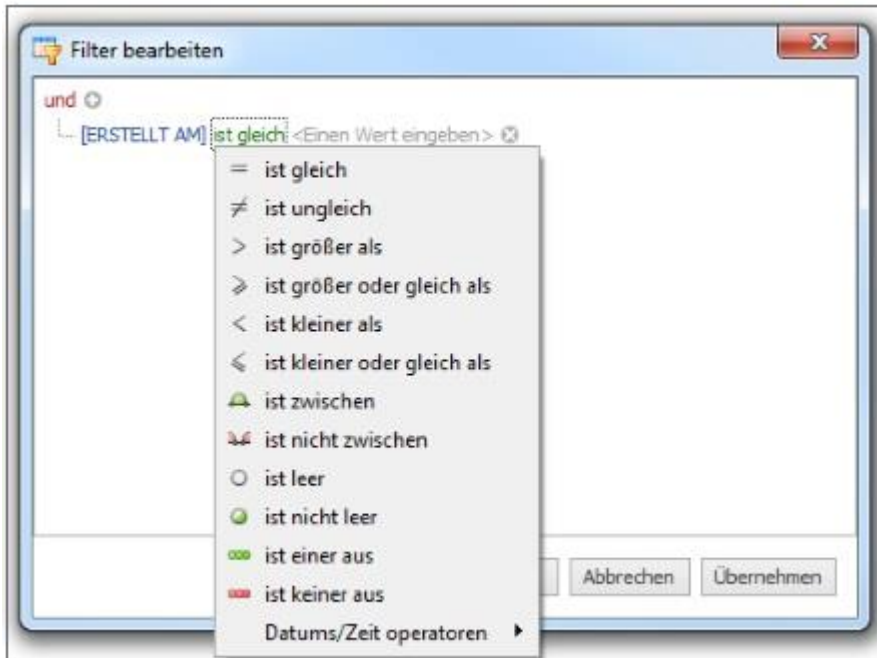 Filter bearbeiten
und
[ERSTELLT AM] ist gleich <Einen Wert eingeben>
= ist gleich
≠ ist ungleich
> ist größer als
⩾ ist größer oder gleich als
< ist kleiner als
⩽ ist kleiner oder gleich als
ist zwischen
ist nicht zwischen
ist leer
ist nicht leer
ist einer aus
ist keiner aus
Abbrechen Übernehmen
Datums/Zeit operatoren